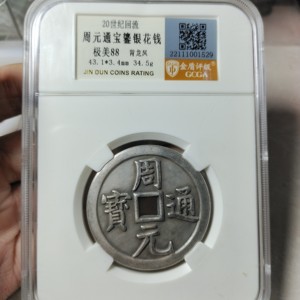 20世纪回流
周元通宝鎏银花钱
极美88 背龙凤
43.1*3.4mm 34.5g
JIN DUN COINS RATING
金盾评级
GCGA
22111001529
周元通寶